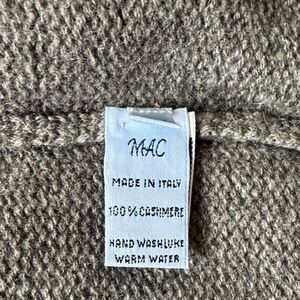 MAC
MADE IN ITALY
100% CASHMERE
HAND WASH LUKE
WARM WATER